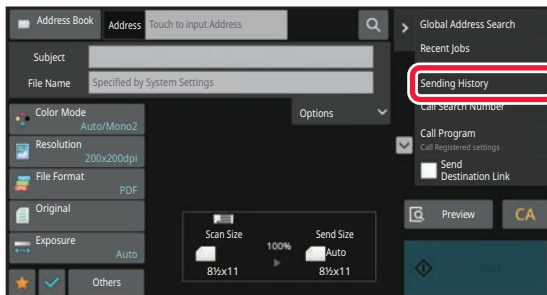 Address Book
Address
Touch to input Address
Global Address Search
Recent Jobs
Subject
File Name
Specified by System Settings
Sending History
Call Search Number
Color Mode
Auto/Mono2
Options
Call Program
Call Registered settings
Resolution
200x200dpi
Send
Destination Link
File Format
PDF
Original
Preview
CA
Scan Size
100%
Send Size
Auto
Exposure
Auto
8½x11
8½x11
Others
Start